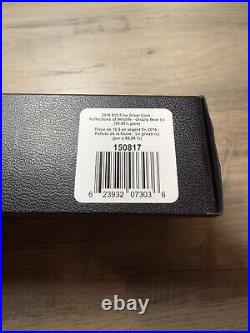 2016 $10 Fine Silver Coin -
Reflections of Wildlife - Grizzly Bear (c)
(99.99% pure)
Pièce de 10 $ en argent fin 2016 -
Reflets de la faune : Le grizzli (c)
(pur à 99,99 %)
150817
6 23932 07303 6